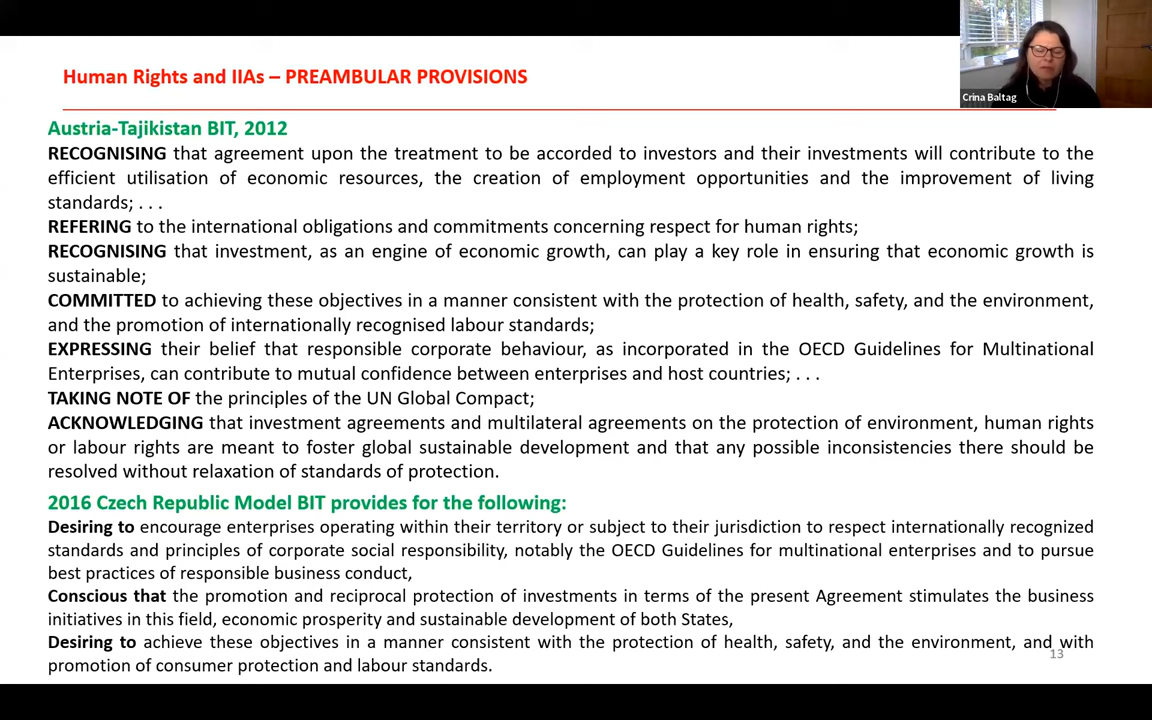 Human Rights and IIAs – PREAMBULAR PROVISIONS
Crina Baltag
Austria-Tajikistan BIT, 2012
RECOGNISING that agreement upon the treatment to be accorded to investors and their investments will contribute to the
efficient utilisation of economic resources, the creation of employment opportunities and the improvement of living
standards; . . .
REFERING to the international obligations and commitments concerning respect for human rights;
RECOGNISING that investment, as an engine of economic growth, can play a key role in ensuring that economic growth is
sustainable;
COMMITTED to achieving these objectives in a manner consistent with the protection of health, safety, and the environment,
and the promotion of internationally recognised labour standards;
EXPRESSING their belief that responsible corporate behaviour, as incorporated in the OECD Guidelines for Multinational
Enterprises, can contribute to mutual confidence between enterprises and host countries; . . .
TAKING NOTE OF the principles of the UN Global Compact;
ACKNOWLEDGING that investment agreements and multilateral agreements on the protection of environment, human rights
or labour rights are meant to foster global sustainable development and that any possible inconsistencies there should be
resolved without relaxation of standards of protection.
2016 Czech Republic Model BIT provides for the following:
Desiring to encourage enterprises operating within their territory or subject to their jurisdiction to respect internationally recognized
standards and principles of corporate social responsibility, notably the OECD Guidelines for multinational enterprises and to pursue
best practices of responsible business conduct,
Conscious that the promotion and reciprocal protection of investments in terms of the present Agreement stimulates the business
initiatives in this field, economic prosperity and sustainable development of both States,
Desiring to achieve these objectives in a manner consistent with the protection of health, safety, and the environment, and with
promotion of consumer protection and labour standards.
13